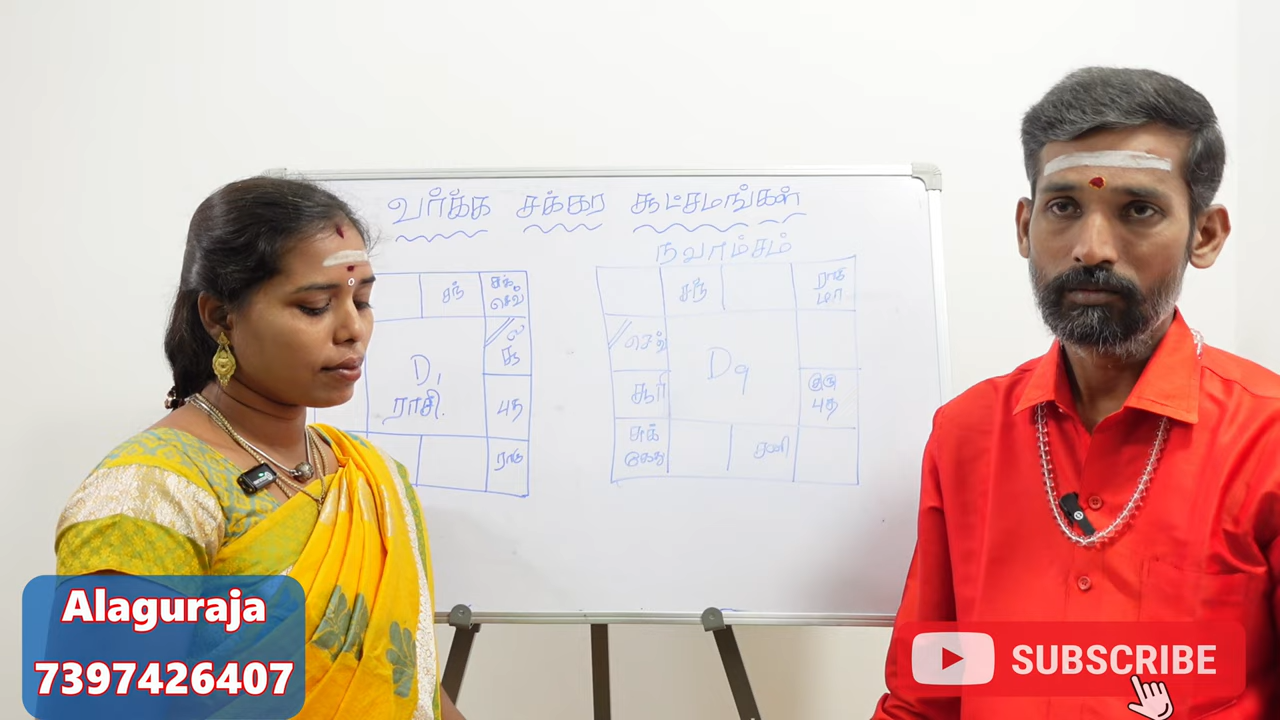 வர்க்க சக்கர சூட்சமங்கள்
நவாம்சம்
சந்
சுக்
செவ்
ல
புத
ராகு
D1
ராசி.
சந்
ராகு
மா
செவ்
சூரி
குரு
புத
சுக்
கேது
சனி
D9
Alaguraja
7397426407
SUBSCRIBE